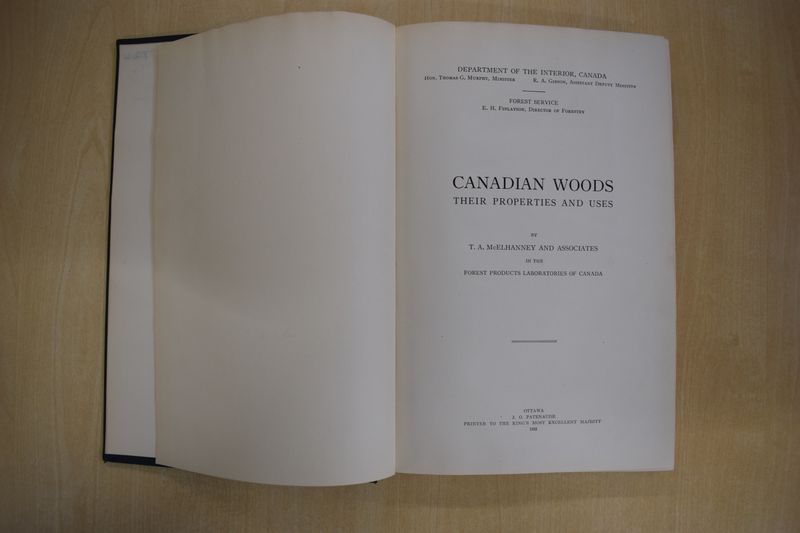 DEPARTMENT OF THE INTERIOR, CANADA
HON. THOMAS G. MURPHY, MINISTER R. A. GIBSON, ASSISTANT DEPUTY MINISTER
FOREST SERVICE
E. H. FINLAYSON, DIRECTOR OF FORESTRY
CANADIAN WOODS
THEIR PROPERTIES AND USES
BY
T. A. McELHANNEY AND ASSOCIATES
IN THE
FOREST PRODUCTS LABORATORIES OF CANADA
OTTAWA
J. O. PATENAUDE
PRINTER TO THE KING'S MOST EXCELLENT MAJESTY